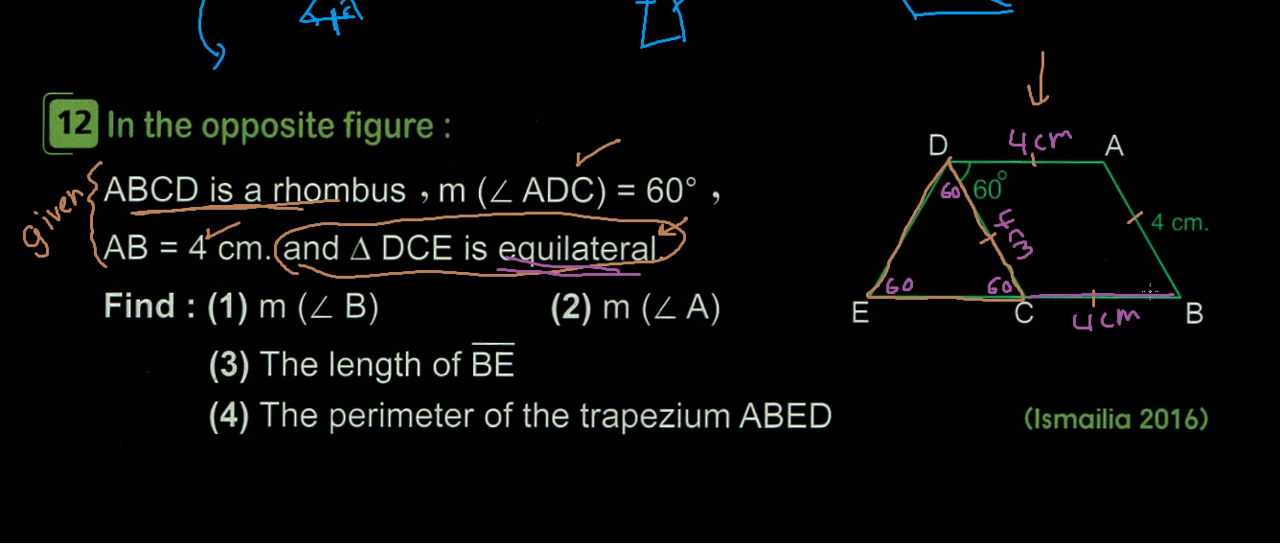 12 In the opposite figure :
given
ABCD is a rhombus , m (∠ ADC) = 60° ,
AB = 4 cm. and Δ DCE is equilateral.
Find : (1) m (∠ B) (2) m (∠ A)
(3) The length of BE
(4) The perimeter of the trapezium ABED
(Ismailia 2016)
D 4cm A
60 60°
4cm
4 cm.
60 60
E C 4cm B